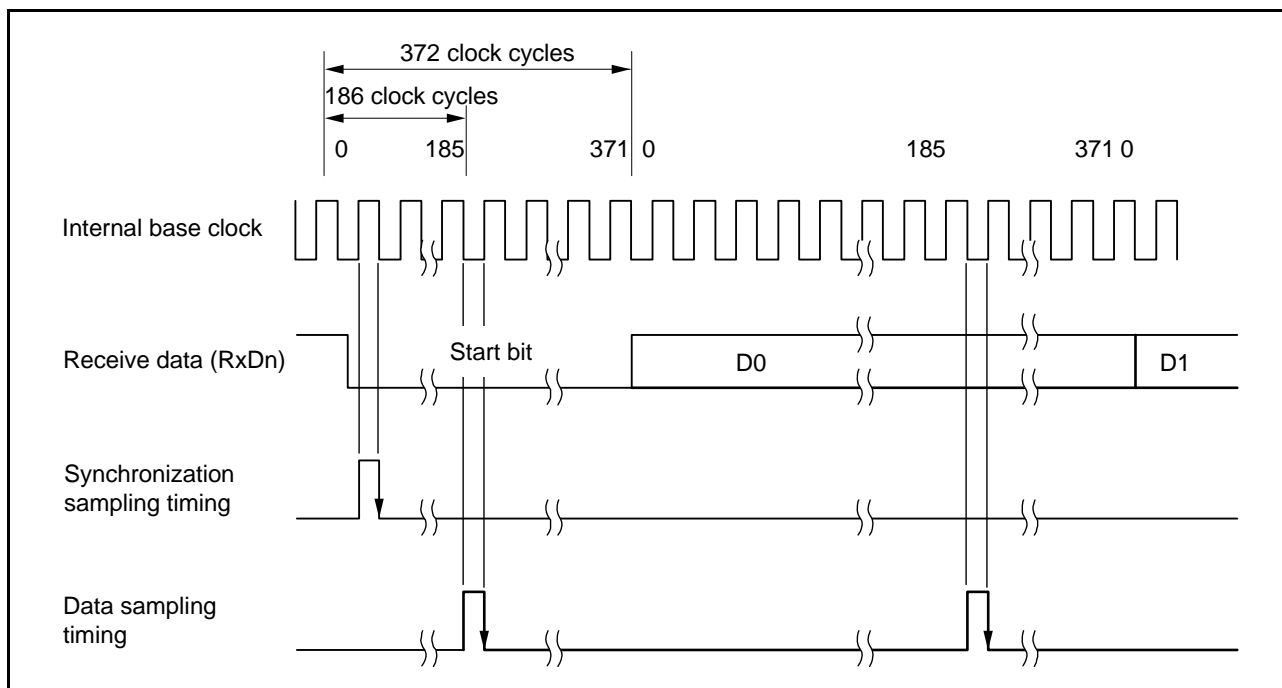 372 clock cycles
186 clock cycles
0 185 371 0 185 371 0
Internal base clock
Receive data (RxDn) Start bit D0 D1
Synchronization
sampling timing
Data sampling
timing